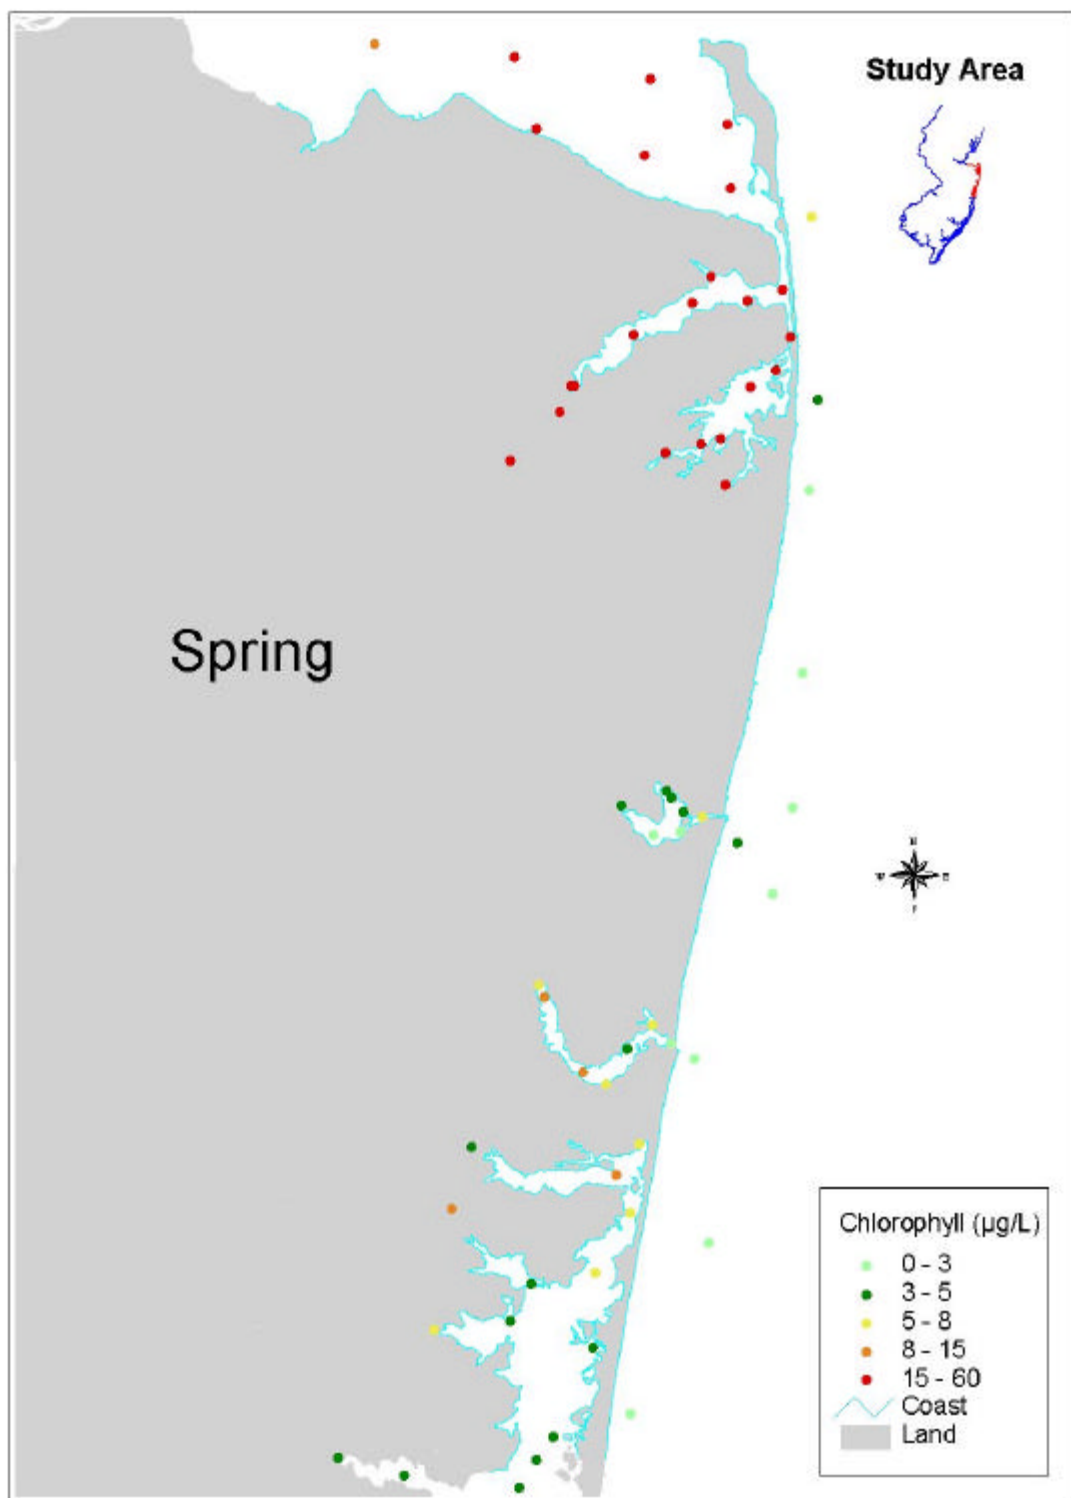 Study Area
Spring
N
W E
Chlorophyll (µg/L)
0 - 3
3 - 5
5 - 8
8 - 15
15 - 60
Coast
Land